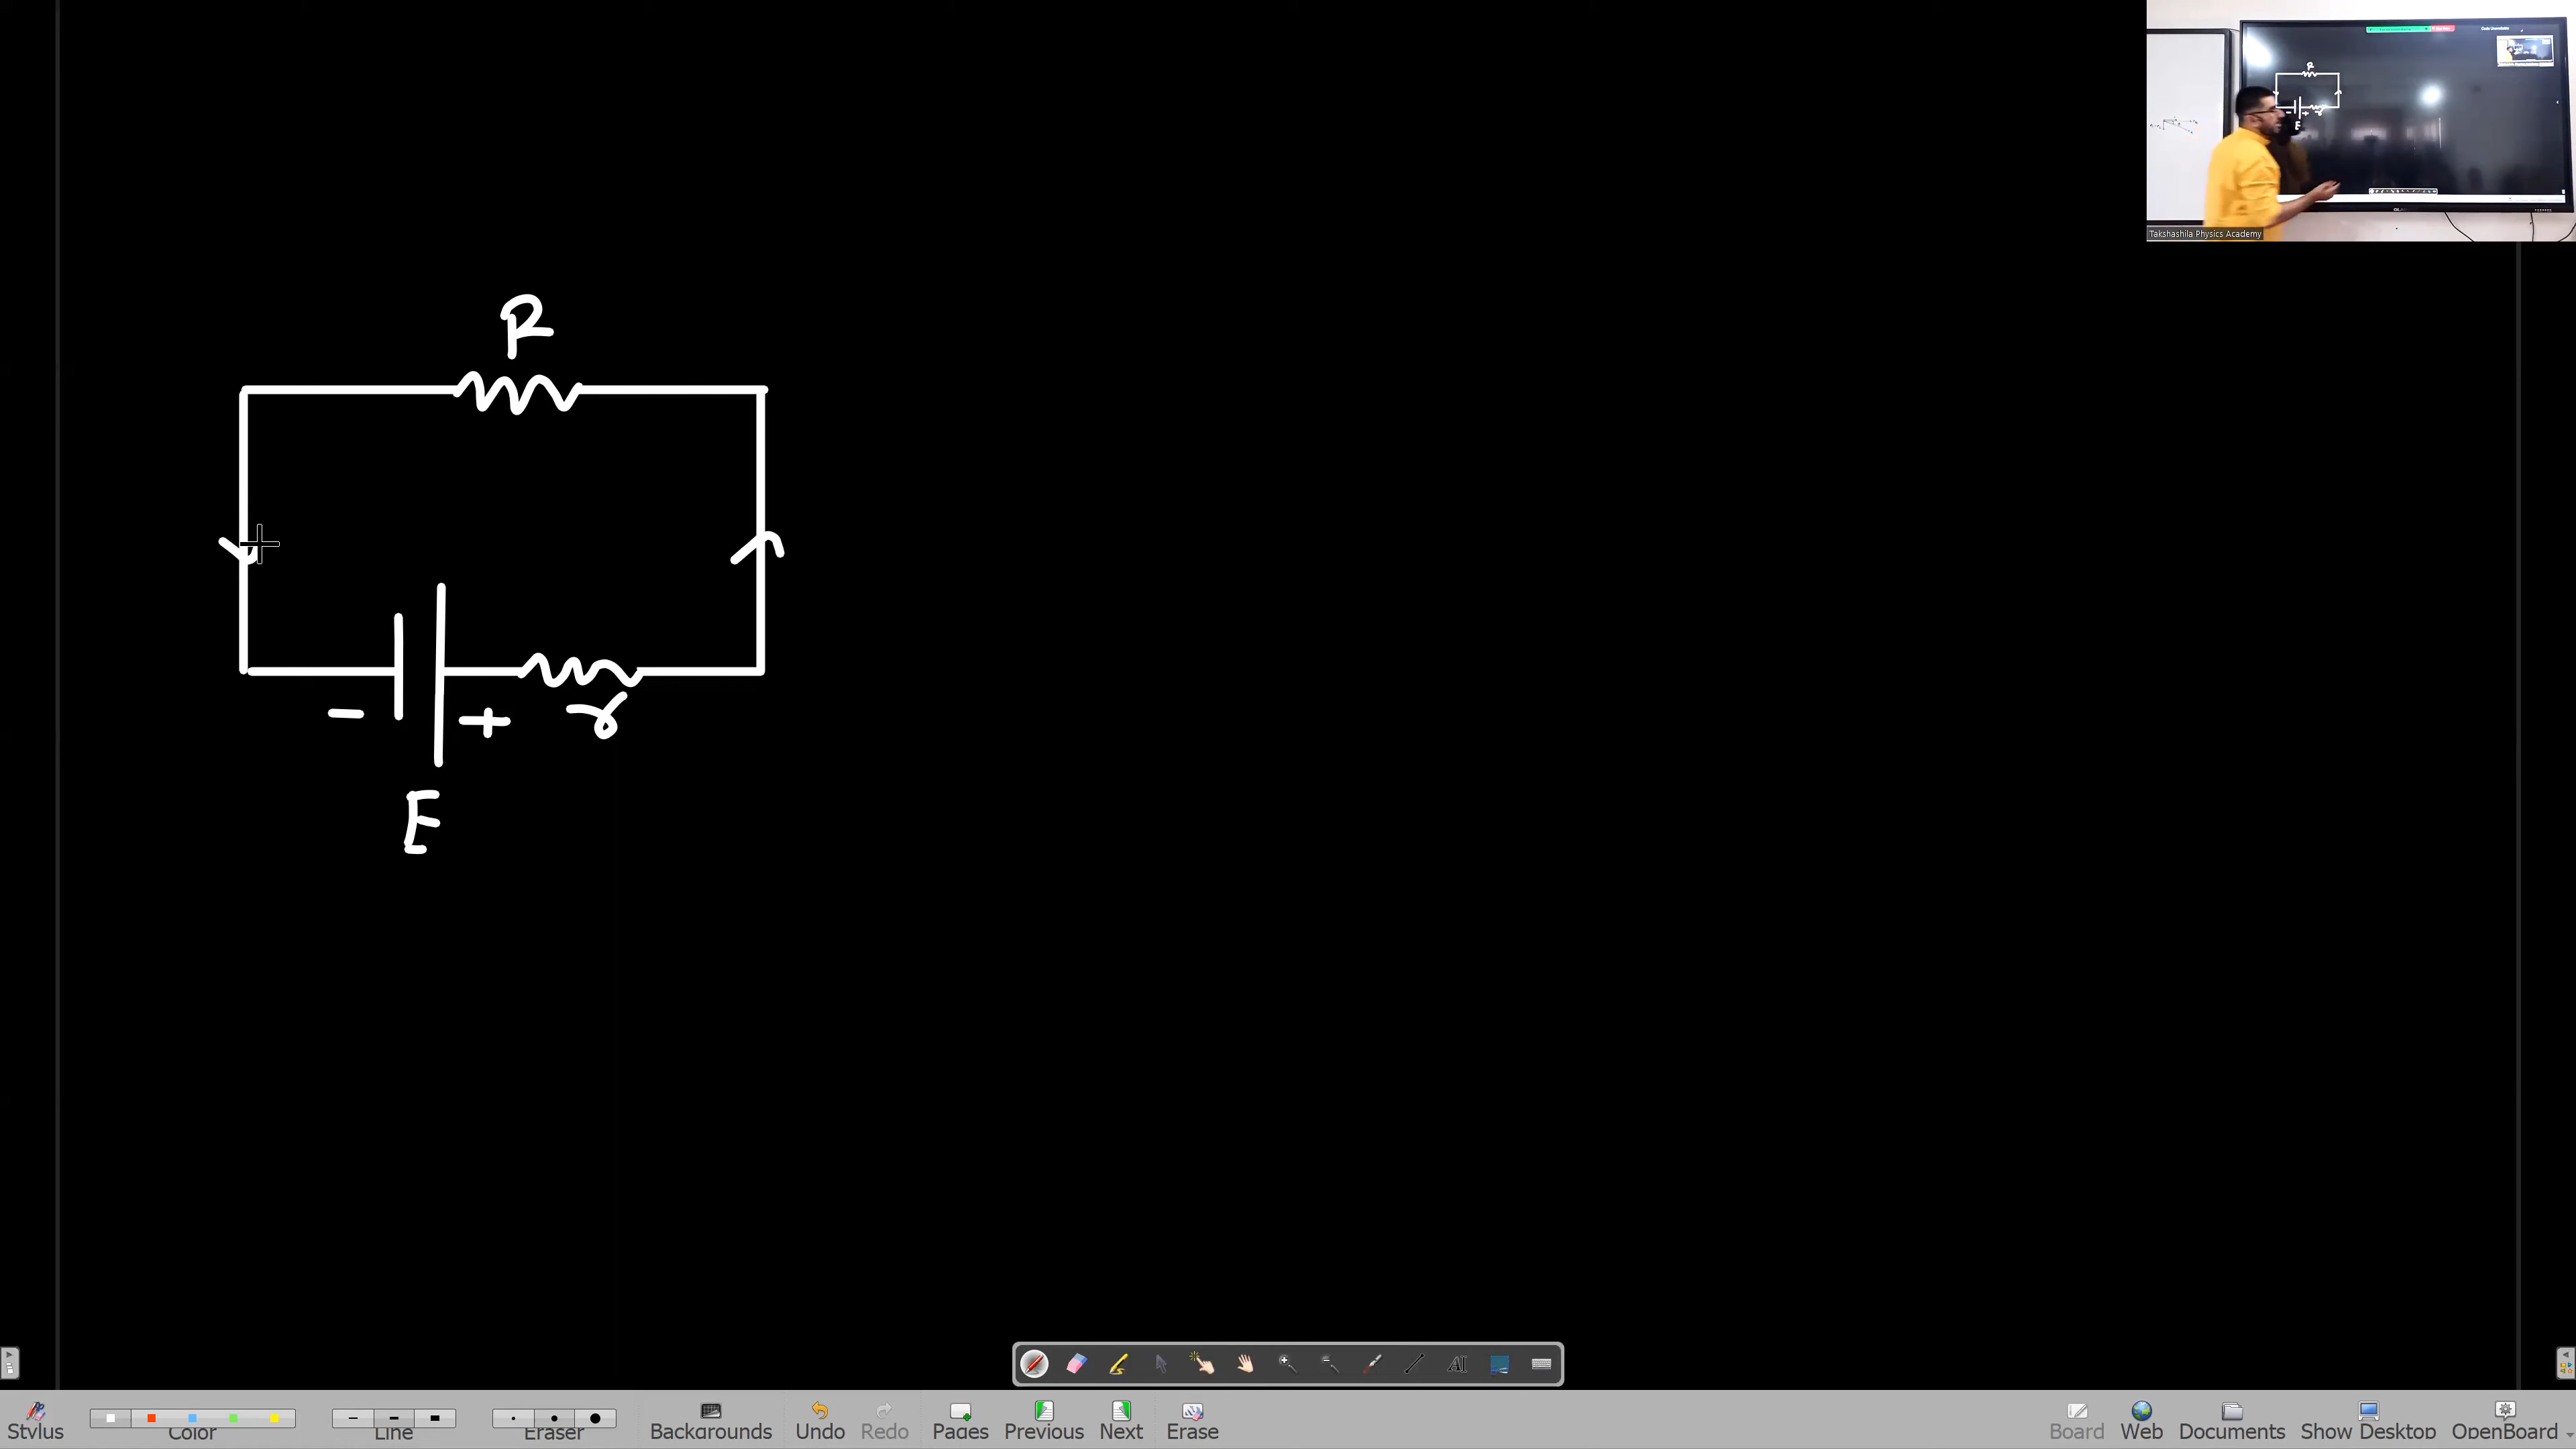 Takshashila Physics Academy
R
- + r
E
Stylus Color Line Eraser Backgrounds Undo Redo Pages Previous Next Erase Board Web Documents Show Desktop OpenBoard